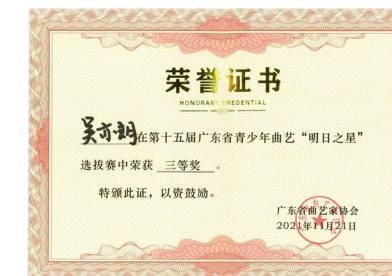 荣誉证书
HONORARY CREDENTIAL
吴亦玥在第十五届广东省青少年曲艺“明日之星”
选拔赛中荣获 三等奖 。
特颁此证，以资鼓励。
广东省曲艺家协会
2021年11月21日